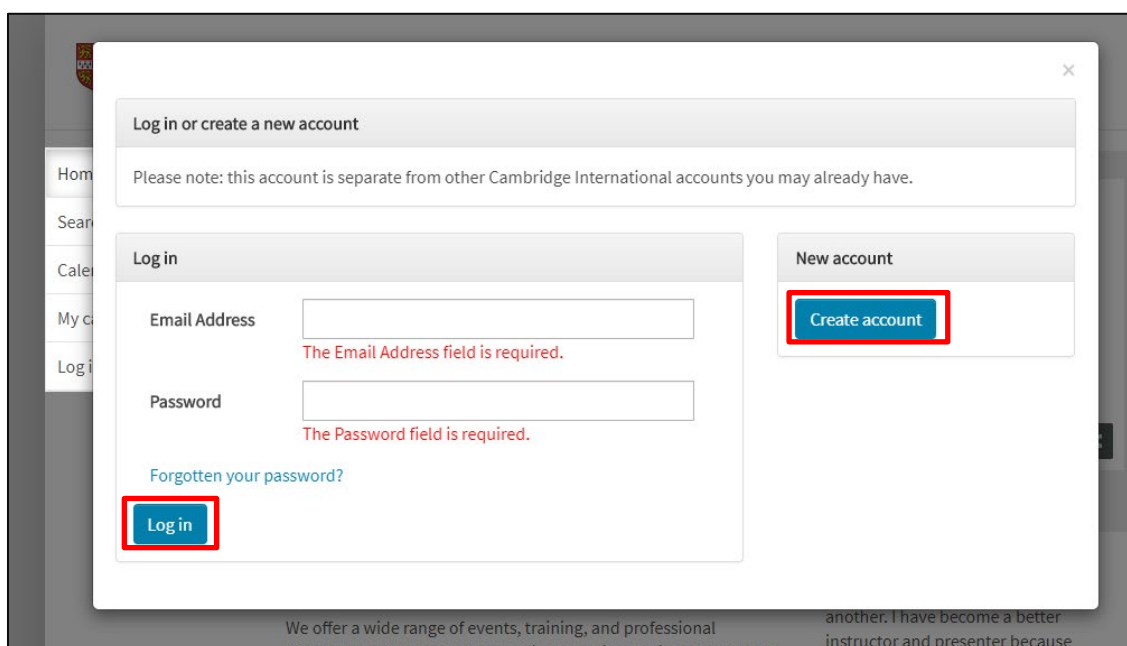 ×
Log in or create a new account
Please note: this account is separate from other Cambridge International accounts you may already have.
Log in
Email Address
The Email Address field is required.
Password
The Password field is required.
Forgotten your password?
Log in
New account
Create account
Hom
Sear
Cale
My c
Log i
We offer a wide range of events, training, and professional
another. I have become a better
instructor and presenter because